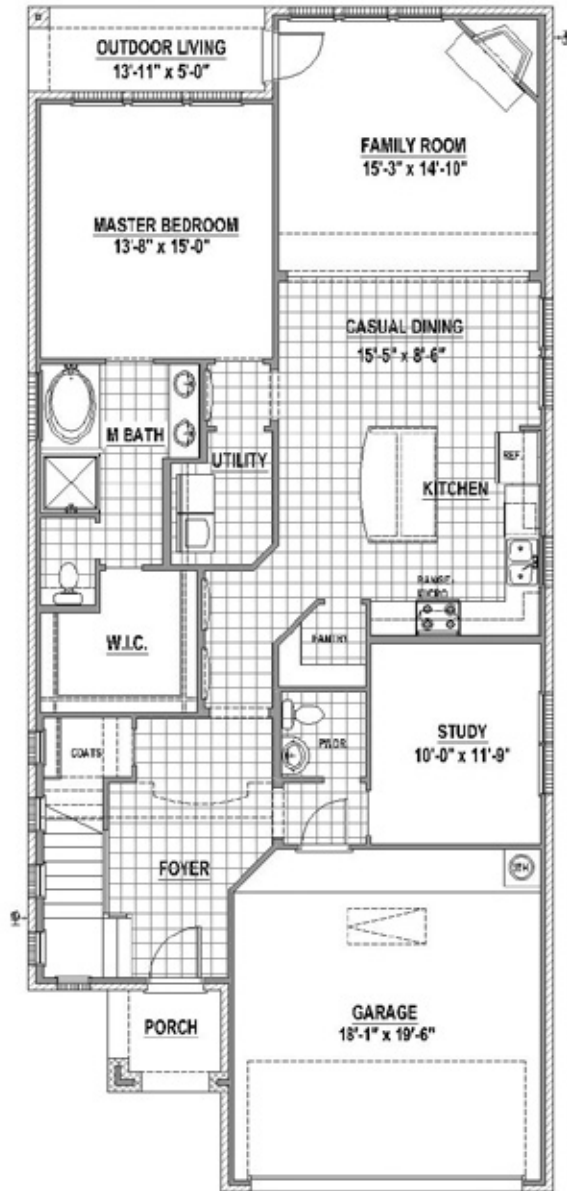 OUTDOOR LIVING
13'-11" x 5'-0"
FAMILY ROOM
15'-3" x 14'-10"
MASTER BEDROOM
13'-8" x 15'-0"
CASUAL DINING
15'-5" x 8'-6"
M BATH
UTILITY
REF.
KITCHEN
RANGE
MICRO
W.I.C.
PANTRY
COATS
PWDR
STUDY
10'-0" x 11'-9"
FOYER
PORCH
GARAGE
18'-1" x 19'-6"